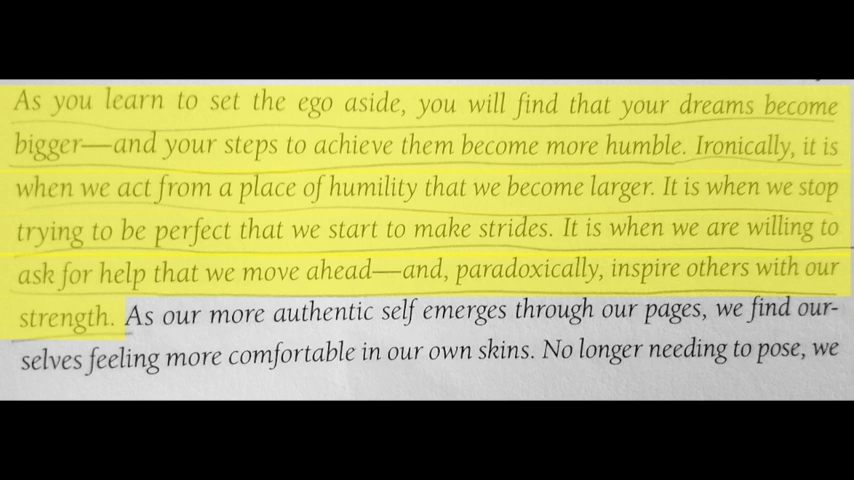 As you learn to set the ego aside, you will find that your dreams become
bigger—and your steps to achieve them become more humble. Ironically, it is
when we act from a place of humility that we become larger. It is when we stop
trying to be perfect that we start to make strides. It is when we are willing to
ask for help that we move ahead—and, paradoxically, inspire others with our
strength. As our more authentic self emerges through our pages, we find our-
selves feeling more comfortable in our own skins. No longer needing to pose, we